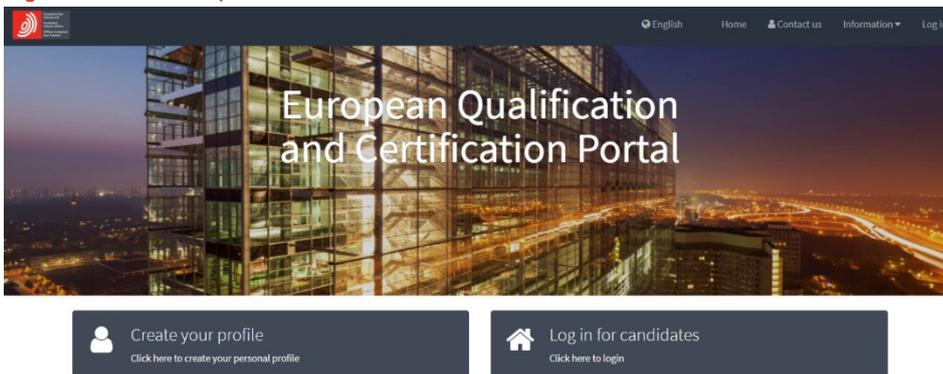 English
Home
Contact us
Information
European Qualification
and Certification Portal
Create your profile
Click here to create your personal profile
Log in for candidates
Click here to login